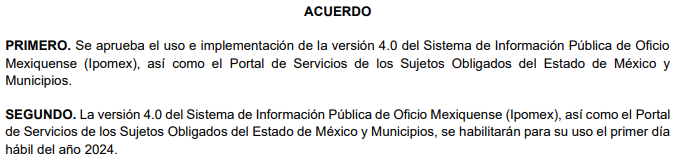 ACUERDO
PRIMERO. Se aprueba el uso e implementación de la versión 4.0 del Sistema de Información Pública de Oficio
Mexiquense (Ipomex), así como el Portal de Servicios de los Sujetos Obligados del Estado de México y
Municipios.
SEGUNDO. La versión 4.0 del Sistema de Información Pública de Oficio Mexiquense (Ipomex), así como el Portal
de Servicios de los Sujetos Obligados del Estado de México y Municipios, se habilitarán para su uso el primer día
hábil del año 2024.